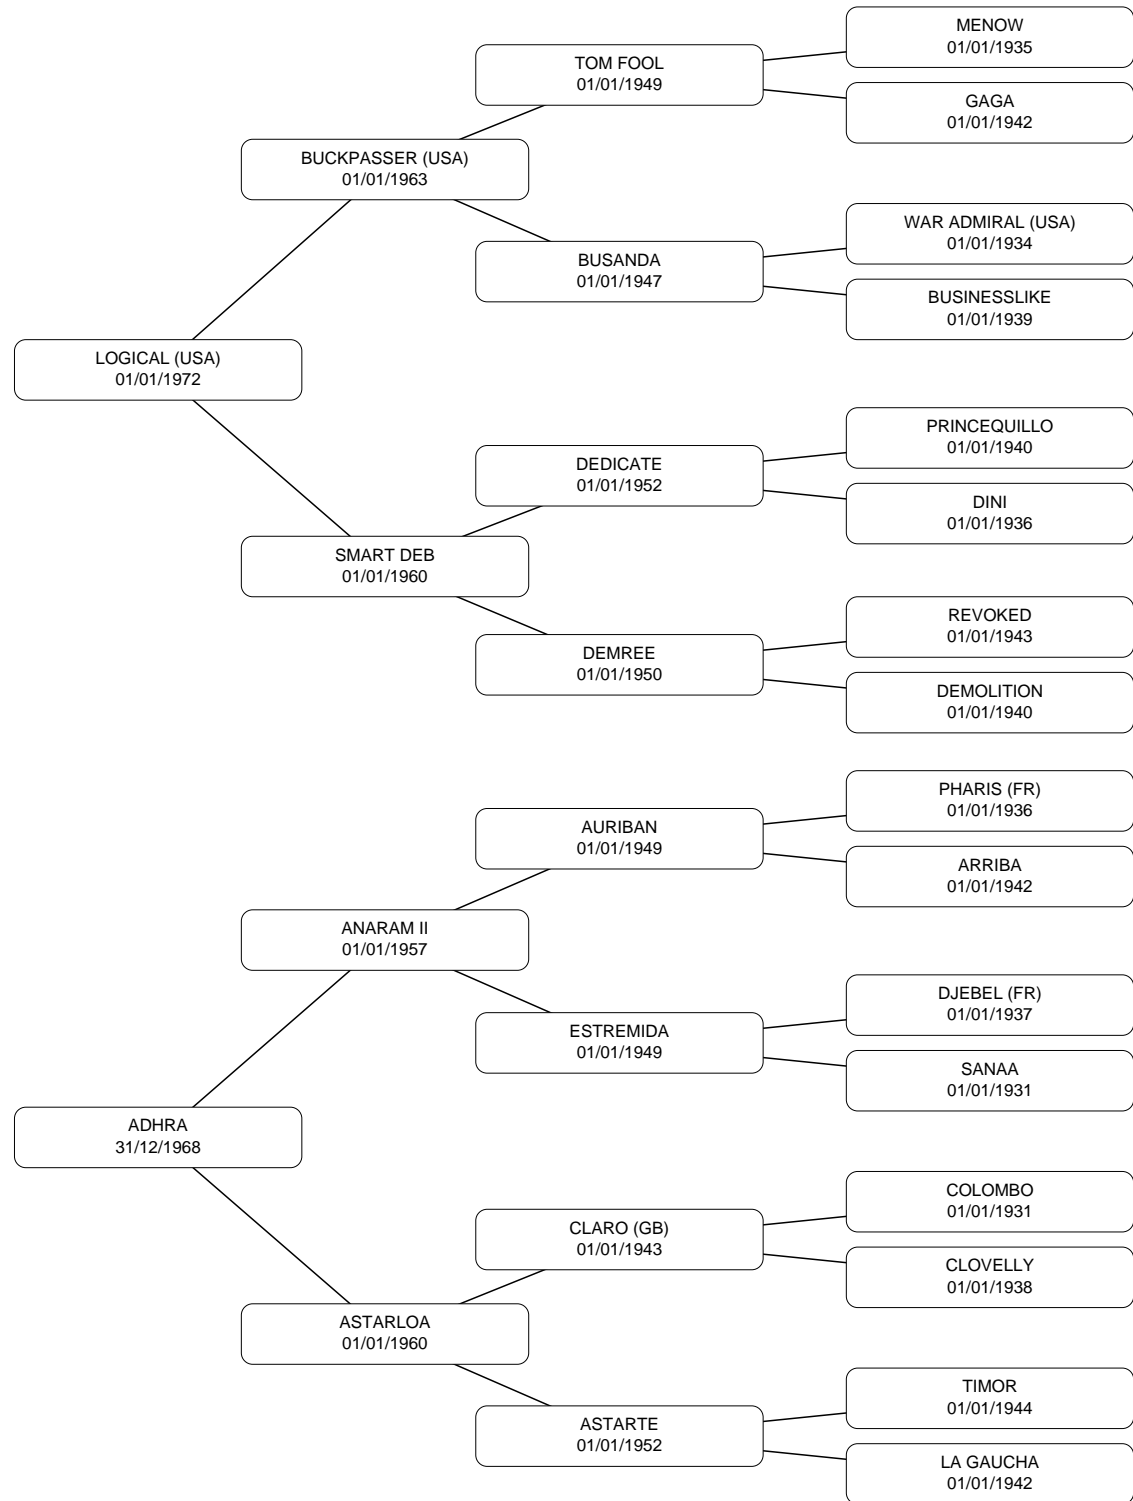 MENOW
01/01/1935
TOM FOOL
01/01/1949
GAGA
01/01/1942
BUCKPASSER (USA)
01/01/1963
WAR ADMIRAL (USA)
01/01/1934
BUSANDA
01/01/1947
BUSINESSLIKE
01/01/1939
LOGICAL (USA)
01/01/1972
PRINCEQUILLO
01/01/1940
DEDICATE
01/01/1952
DINI
01/01/1936
SMART DEB
01/01/1960
REVOKED
01/01/1943
DEMREE
01/01/1950
DEMOLITION
01/01/1940
PHARIS (FR)
01/01/1936
AURIBAN
01/01/1949
ARRIBA
01/01/1942
ANARAM II
01/01/1957
DJEBEL (FR)
01/01/1937
ESTREMIDA
01/01/1949
SANAA
01/01/1931
ADHRA
31/12/1968
COLOMBO
01/01/1931
CLARO (GB)
01/01/1943
CLOVELLY
01/01/1938
ASTARLOA
01/01/1960
TIMOR
01/01/1944
ASTARTE
01/01/1952
LA GAUCHA
01/01/1942